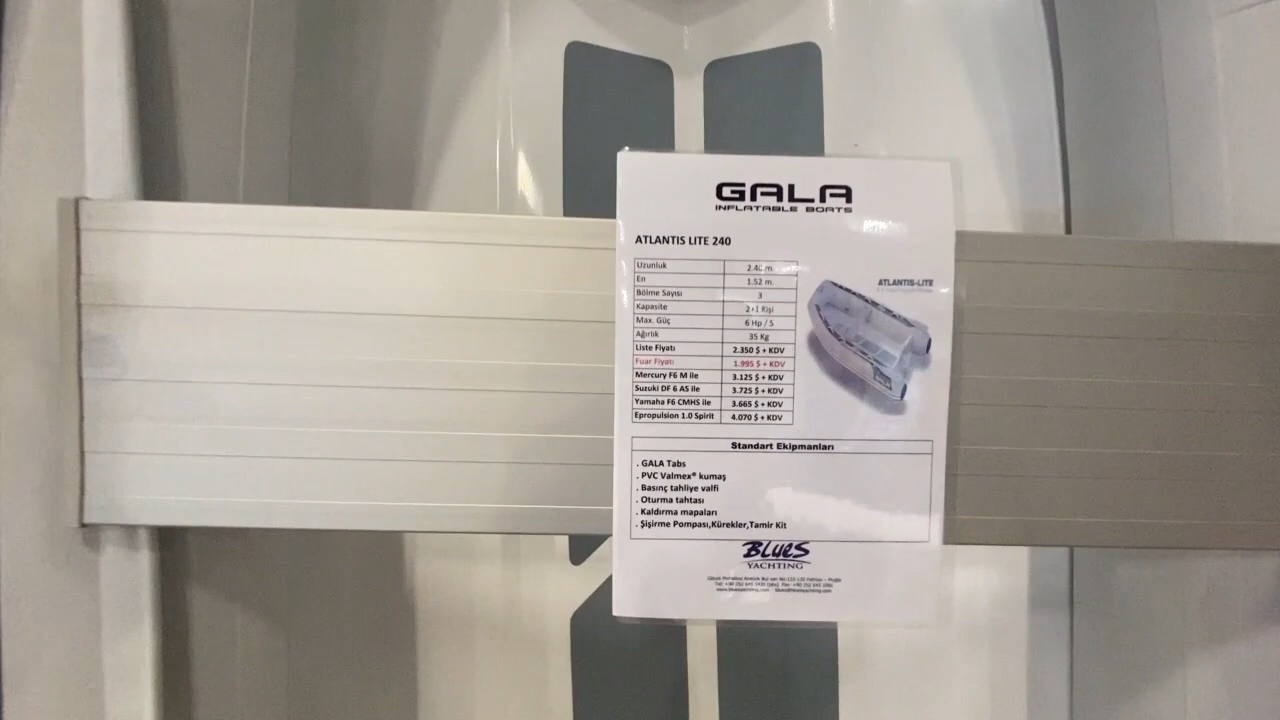 GALA
INFLATABLE BOATS
ATLANTIS LITE 240
Uzunluk 2.40 m.
En 1.52 m.
Bölme Sayısı 3
Kapasite 2+1 Kişi
Max. Güç 6 Hp / S
Ağırlık 35 Kg
Liste Fiyatı 2.350 $ + KDV
Fuar Fiyatı 1.995 $ + KDV
Mercury F6 M ile 3.125 $ + KDV
Suzuki DF 6 AS ile 3.725 $ + KDV
Yamaha F6 CMHS ile 3.665 $ + KDV
Epropulsion 1.0 Spirit 4.070 $ + KDV
ATLANTIS-LITE
Standart Ekipmanları
. GALA Tabs
. PVC Valmex® kumaş
. Basınç tahliye valfi
. Oturma tahtası
. Kaldırma mapaları
. Şişirme Pompası,Kürekler,Tamir Kit
BLUES
YACHTING